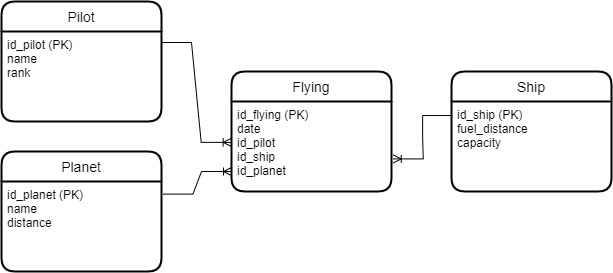 Pilot
id_pilot (PK)
name
rank
Planet
id_planet (PK)
name
distance
Flying
id_flying (PK)
date
id_pilot
id_ship
id_planet
Ship
id_ship (PK)
fuel_distance
capacity